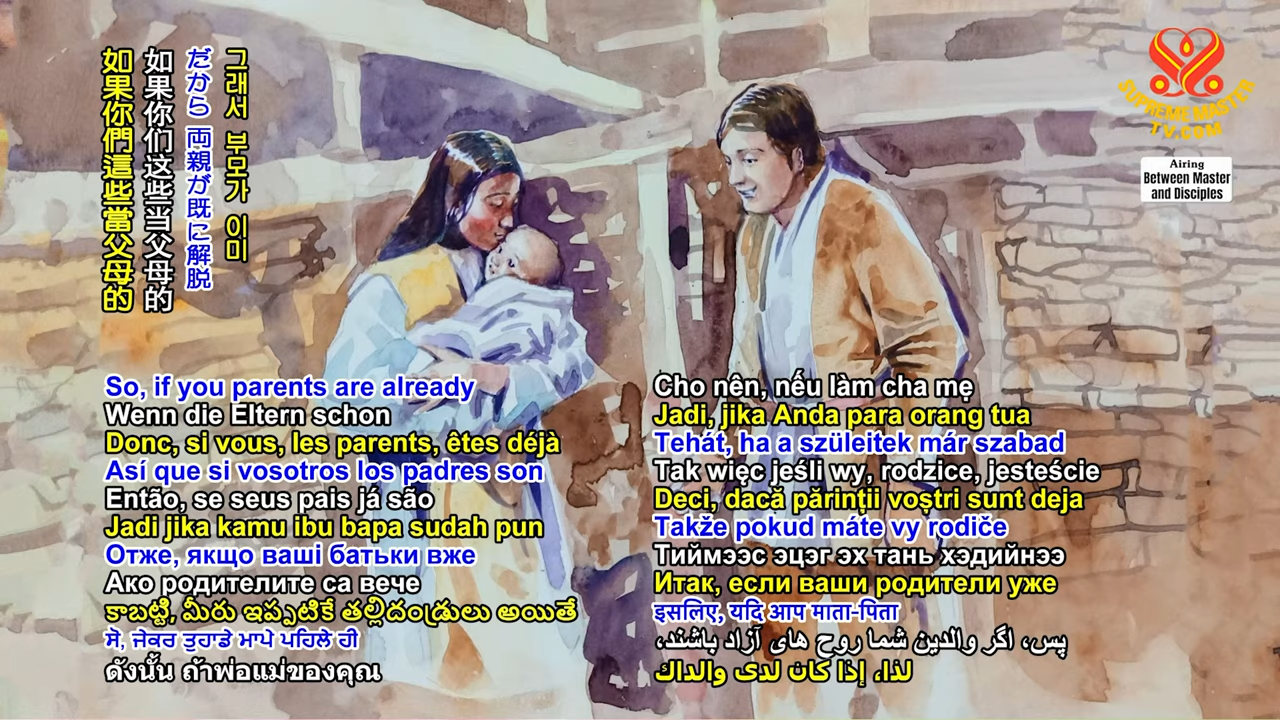 그래서 부모가 이미
だから 両親が既に解脱
如果你们这些当父母的
如果你們這些當父母的
SUPREME MASTER
TV.COM
Airing
Between Master
and Disciples
So, if you parents are already
Wenn die Eltern schon
Donc, si vous, les parents, êtes déjà
Así que si vosotros los padres son
Então, se seus pais já são
Jadi jika kamu ibu bapa sudah pun
Отже, якщо ваші батьки вже
Ако родителите са вече
కాబట్టి, మీరు ఇప్పటికే తల్లిదండ్రులు అయితే
ਸੋ, ਜੇਕਰ ਤੁਹਾਡੇ ਮਾਪੇ ਪਹਿਲੇ ਹੀ
ดังนั้น ถ้าพ่อแม่ของคุณ
Cho nên, nếu làm cha mẹ
Jadi, jika Anda para orang tua
Tehát, ha a szüleitek már szabad
Tak więc jeśli wy, rodzice, jesteście
Deci, dacă părinții voștri sunt deja
Takže pokud máte vy rodiče
Тиймээс эцэг эх тань хэдийнээ
Итак, если ваши родители уже
इसलिए, यदि आप माता-पिता
پس، اگر والدین شما روح های آزاد باشند،
لذا، إذا كان لدى والداك